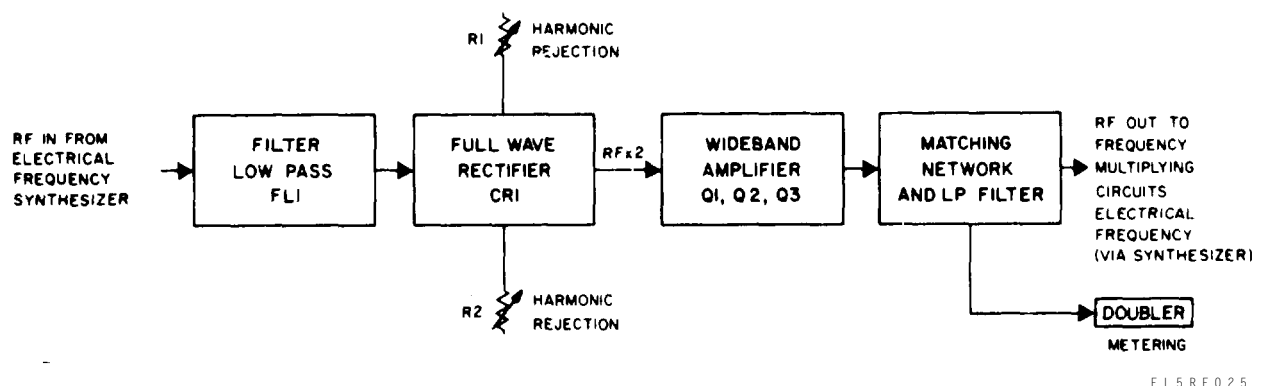 R1
HARMONIC
REJECTION
RF IN FROM
ELECTRICAL
FREQUENCY
SYNTHESIZER
FILTER
LOW PASS
FL1
FULL WAVE
RECTIFIER
CR1
RFx2
WIDEBAND
AMPLIFIER
Q1, Q2, Q3
MATCHING
NETWORK
AND LP FILTER
RF OUT TO
FREQUENCY
MULTIPLYING
CIRCUITS
ELECTRICAL
FREQUENCY
(VIA SYNTHESIZER)
R2
HARMONIC
REJECTION
DOUBLER
METERING
EL5RF025